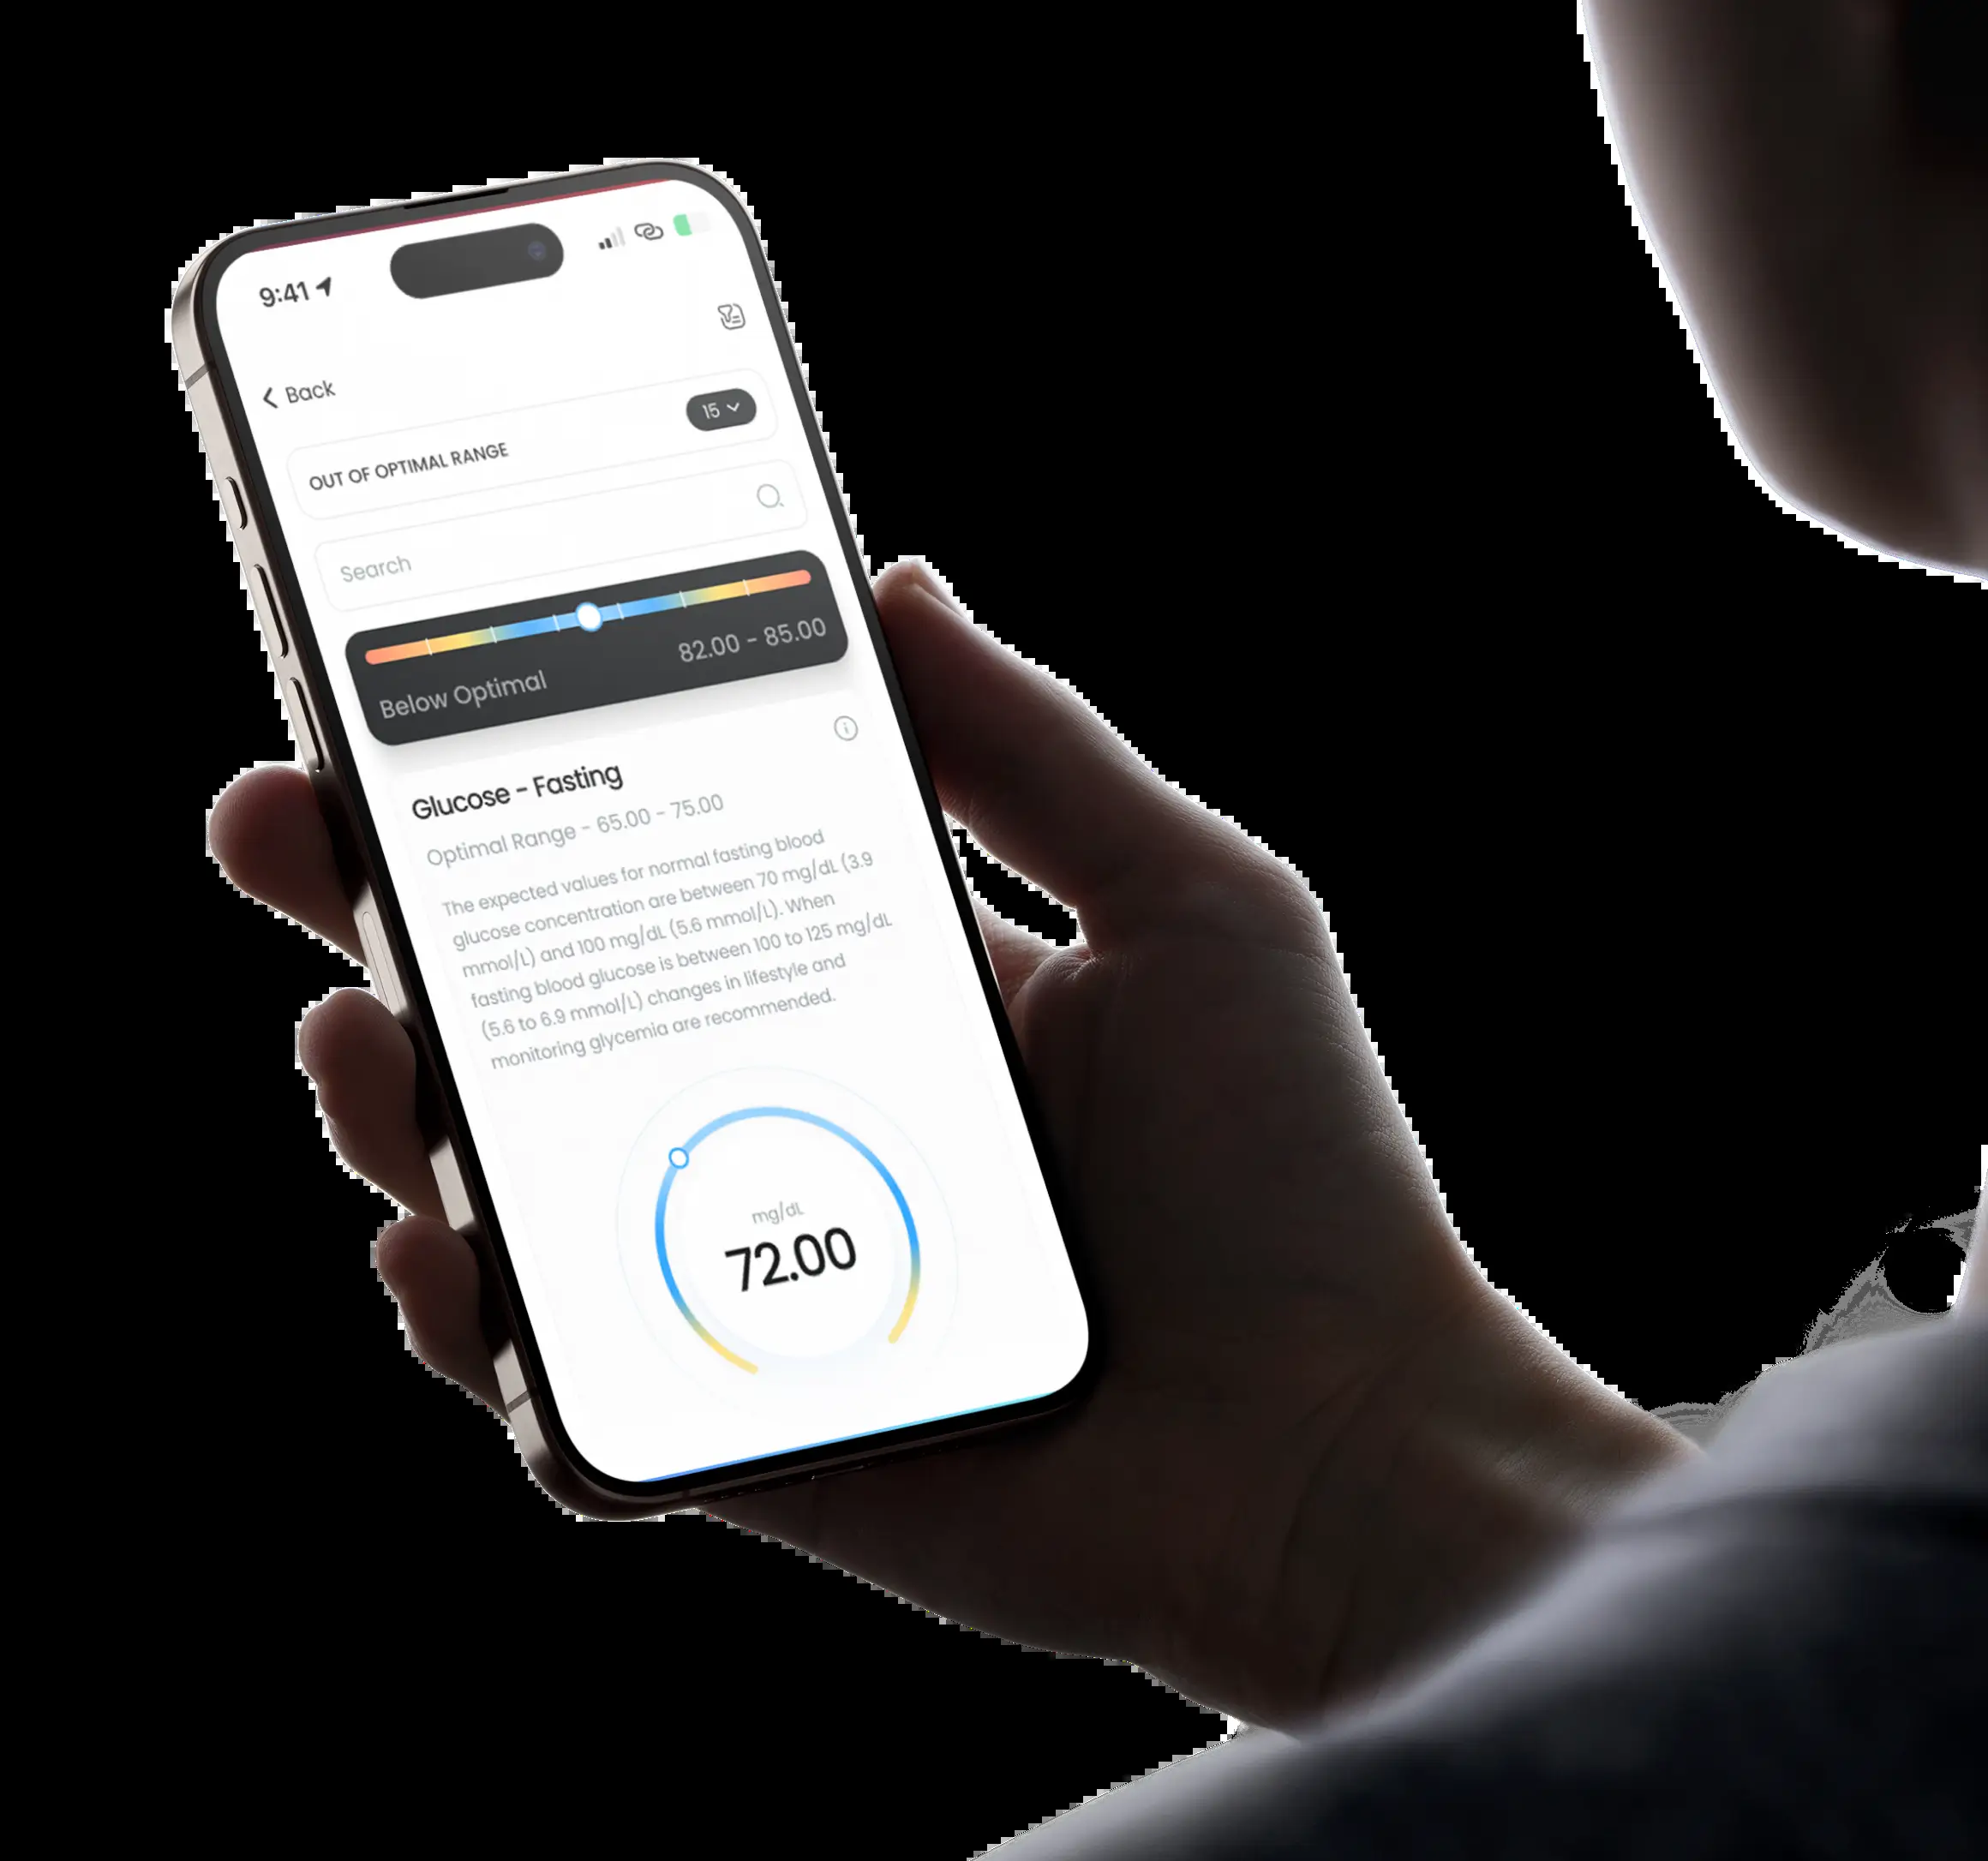 9:41
Back
OUT OF OPTIMAL RANGE
15
Search
Below Optimal
82.00 - 85.00
Glucose - Fasting
Optimal Range - 65.00 - 75.00
The expected values for normal fasting blood
glucose concentration are between 70 mg/dL (3.9
mmol/L) and 100 mg/dL (5.6 mmol/L). When
fasting blood glucose is between 100 to 125 mg/dL
(5.6 to 6.9 mmol/L) changes in lifestyle and
monitoring glycemia are recommended.
mg/dL
72.00